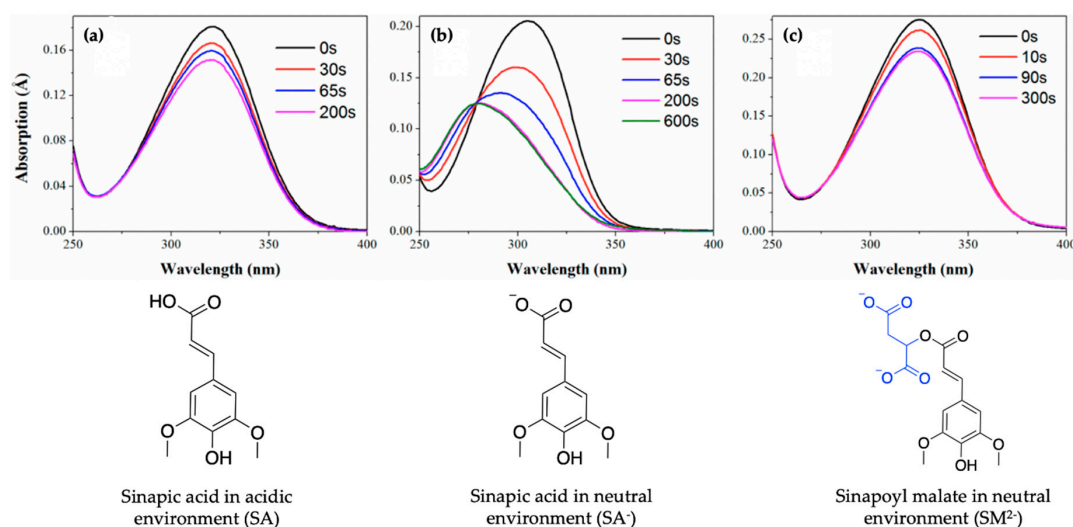 (a)
0s
30s
65s
200s
0.16
0.12
0.08
0.04
0.00
250
300
350
400
Absorption (Å)
Wavelength (nm)
(b)
0s
30s
65s
200s
600s
0.20
0.15
0.10
0.05
0.00
250
300
350
400
Wavelength (nm)
(c)
0s
10s
90s
300s
0.25
0.20
0.15
0.10
0.05
0.00
250
300
350
400
Wavelength (nm)
HO
O
O
O
OH
⁻O
O
O
O
OH
⁻O
O
O
O
⁻O
O
O
O
OH
Sinapic acid in acidic
environment (SA)
Sinapic acid in neutral
environment (SA⁻)
Sinapoyl malate in neutral
environment (SM²⁻)